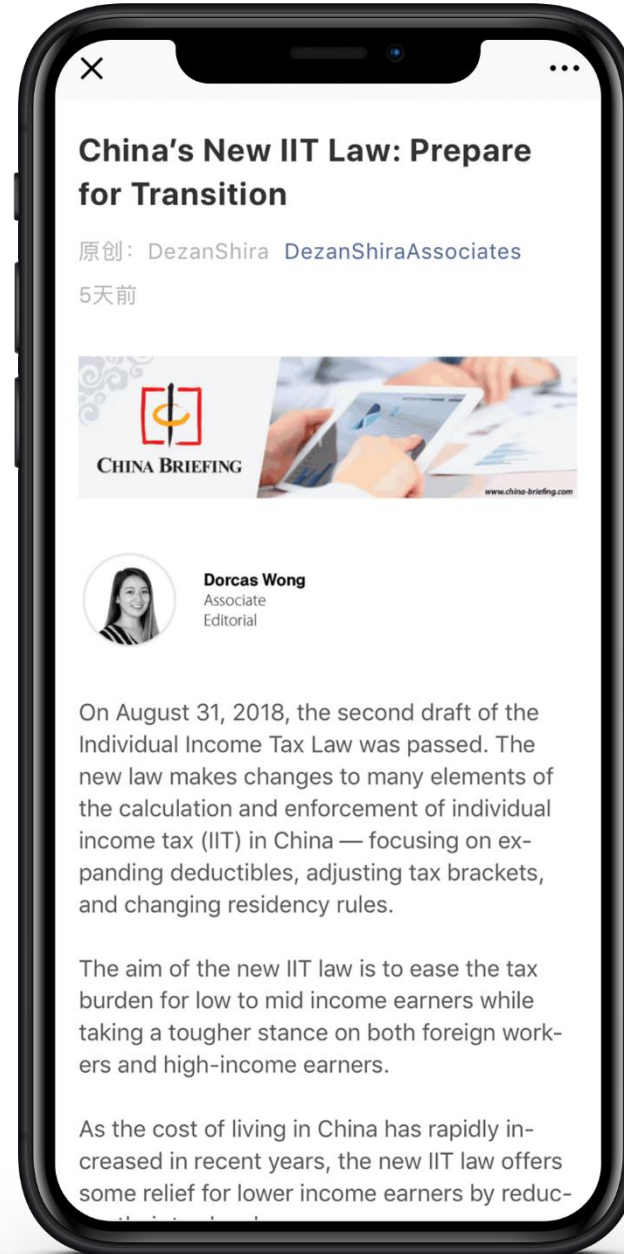 China's New IIT Law: Prepare
for Transition
原创: DezanShira DezanShiraAssociates
5天前
CHINA BRIEFING
www.china-briefing.com
Dorcas Wong
Associate
Editorial
On August 31, 2018, the second draft of the
Individual Income Tax Law was passed. The
new law makes changes to many elements of
the calculation and enforcement of individual
income tax (IIT) in China — focusing on ex-
panding deductibles, adjusting tax brackets,
and changing residency rules.
The aim of the new IIT law is to ease the tax
burden for low to mid income earners while
taking a tougher stance on both foreign work-
ers and high-income earners.
As the cost of living in China has rapidly in-
creased in recent years, the new IIT law offers
some relief for lower income earners by reduc-